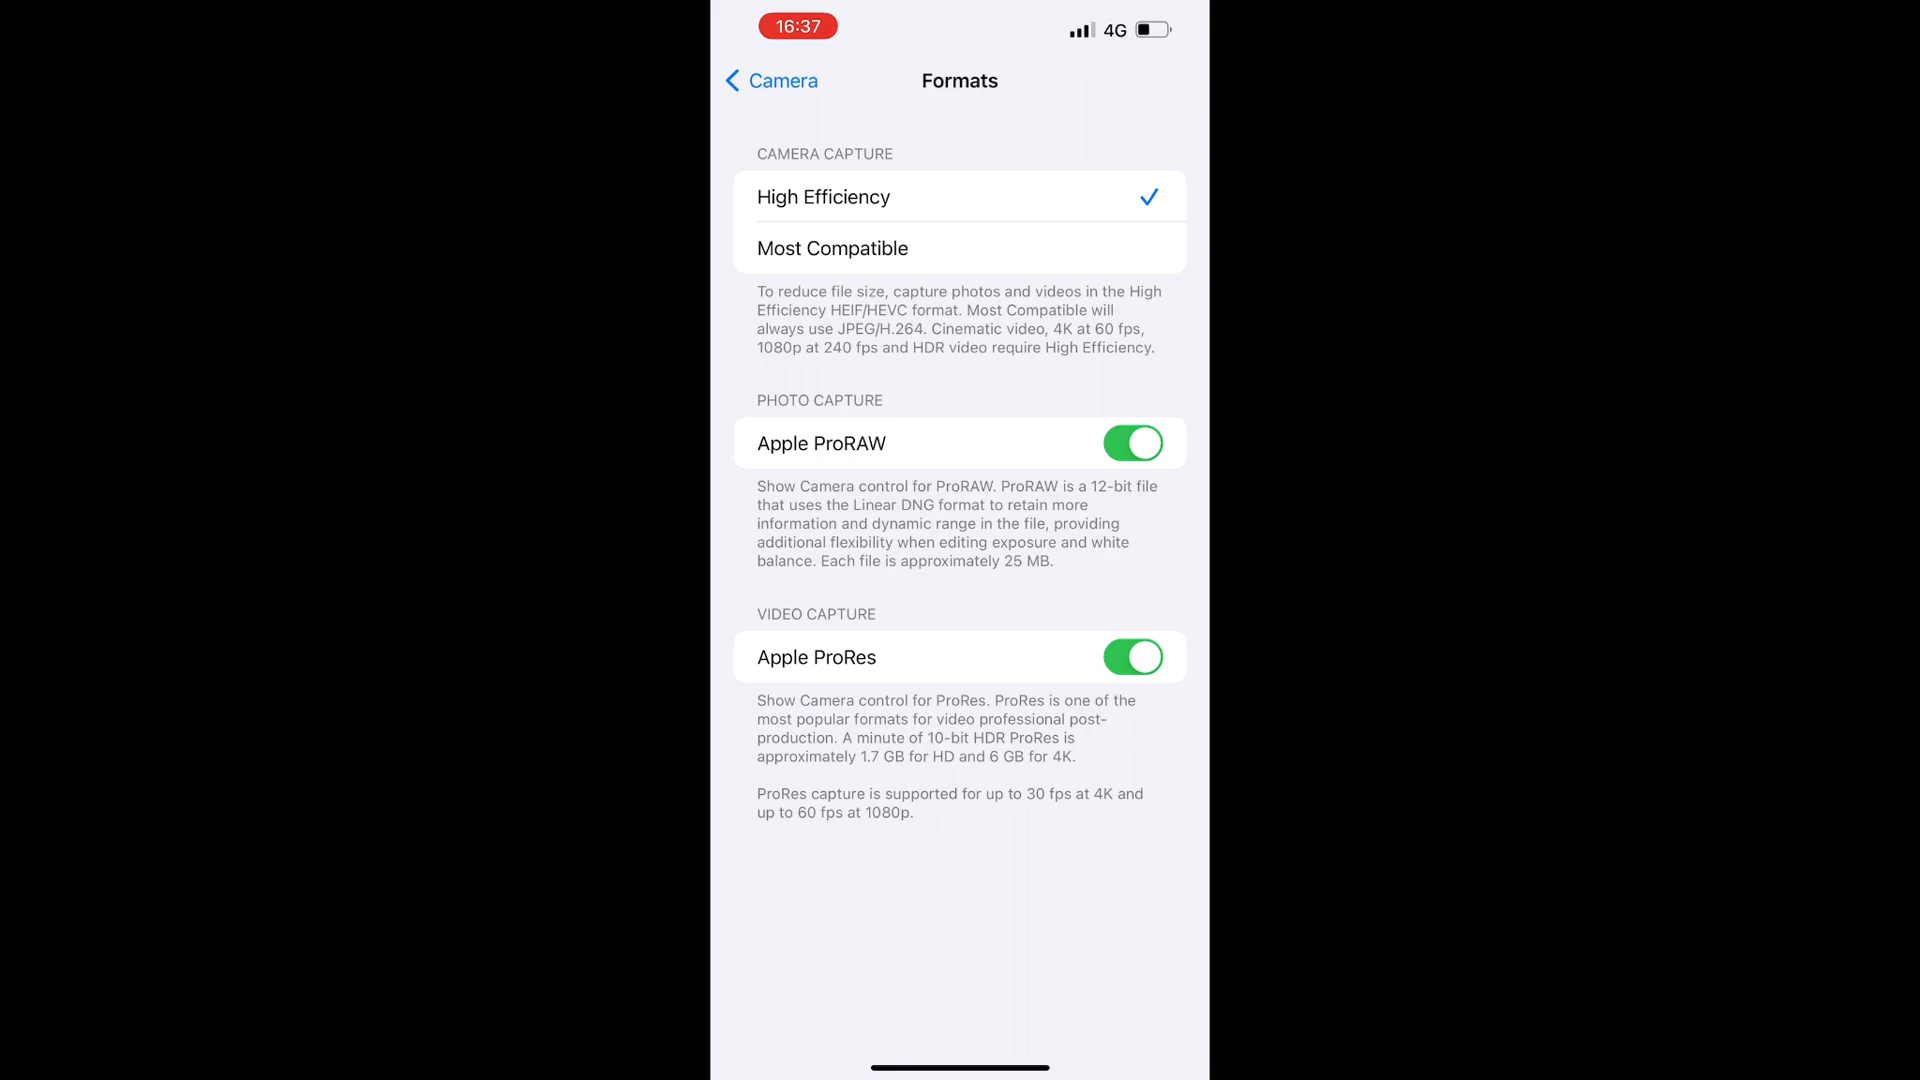 16:37
4G
Camera
Formats
CAMERA CAPTURE
High Efficiency
Most Compatible
To reduce file size, capture photos and videos in the High
Efficiency HEIF/HEVC format. Most Compatible will
always use JPEG/H.264. Cinematic video, 4K at 60 fps,
1080p at 240 fps and HDR video require High Efficiency.
PHOTO CAPTURE
Apple ProRAW
Show Camera control for ProRAW. ProRAW is a 12-bit file
that uses the Linear DNG format to retain more
information and dynamic range in the file, providing
additional flexibility when editing exposure and white
balance. Each file is approximately 25 MB.
VIDEO CAPTURE
Apple ProRes
Show Camera control for ProRes. ProRes is one of the
most popular formats for video professional post-
production. A minute of 10-bit HDR ProRes is
approximately 1.7 GB for HD and 6 GB for 4K.
ProRes capture is supported for up to 30 fps at 4K and
up to 60 fps at 1080p.